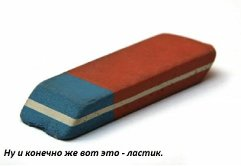 Ну и конечно же вот это - ластик.